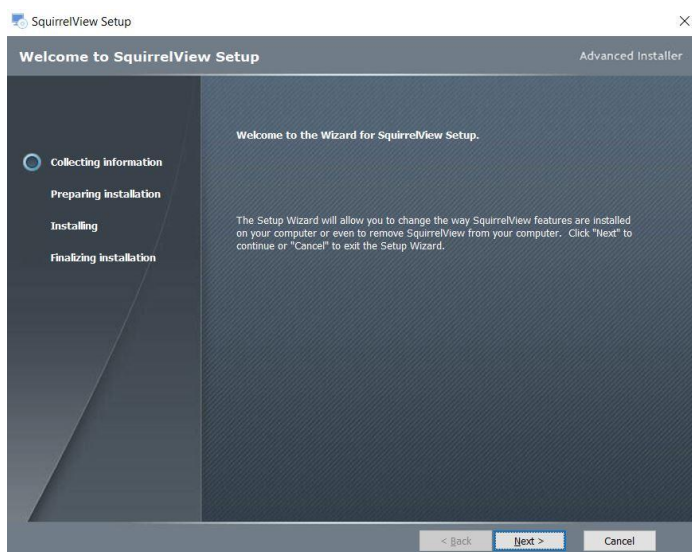 SquirrelView Setup
Welcome to SquirrelView Setup
Advanced Installer
Welcome to the Wizard for SquirrelView Setup.
Collecting information
Preparing installation
Installing
Finalizing installation
The Setup Wizard will allow you to change the way SquirrelView features are installed
on your computer or even to remove SquirrelView from your computer. Click "Next" to
continue or "Cancel" to exit the Setup Wizard.
< Back
Next >
Cancel